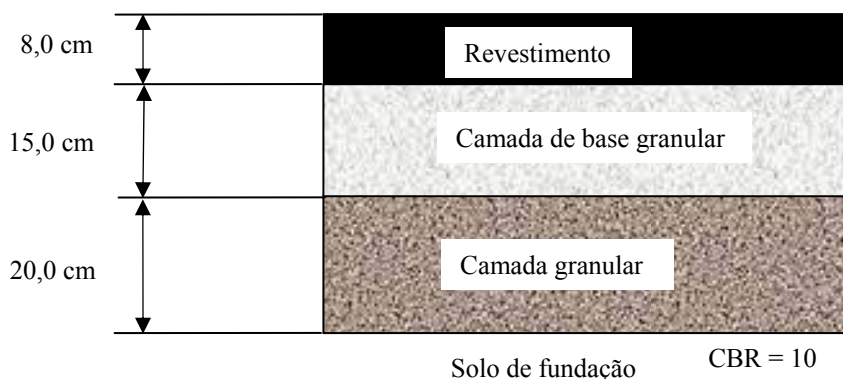 8,0 cm
Revestimento
15,0 cm
Camada de base granular
20,0 cm
Camada granular
Solo de fundação
CBR = 10